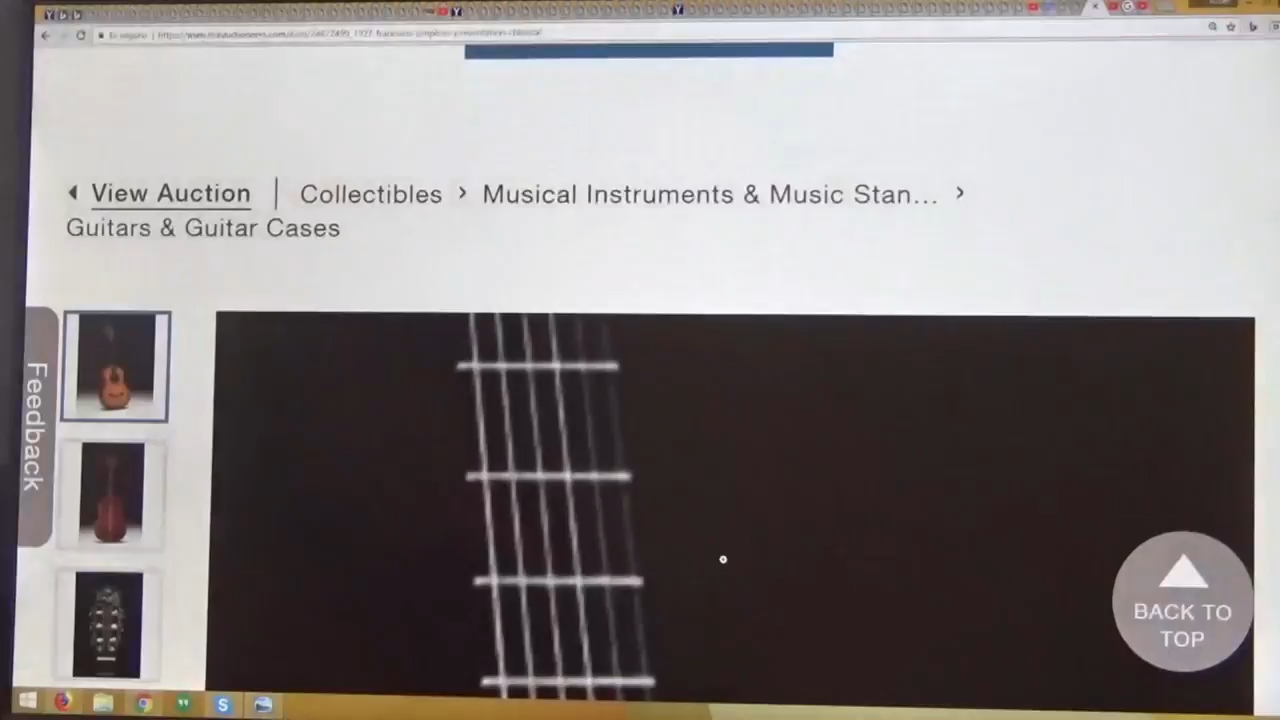 View Auction | Collectibles > Musical Instruments & Music Stan... >
Guitars & Guitar Cases
Feedback
BACK TO
TOP